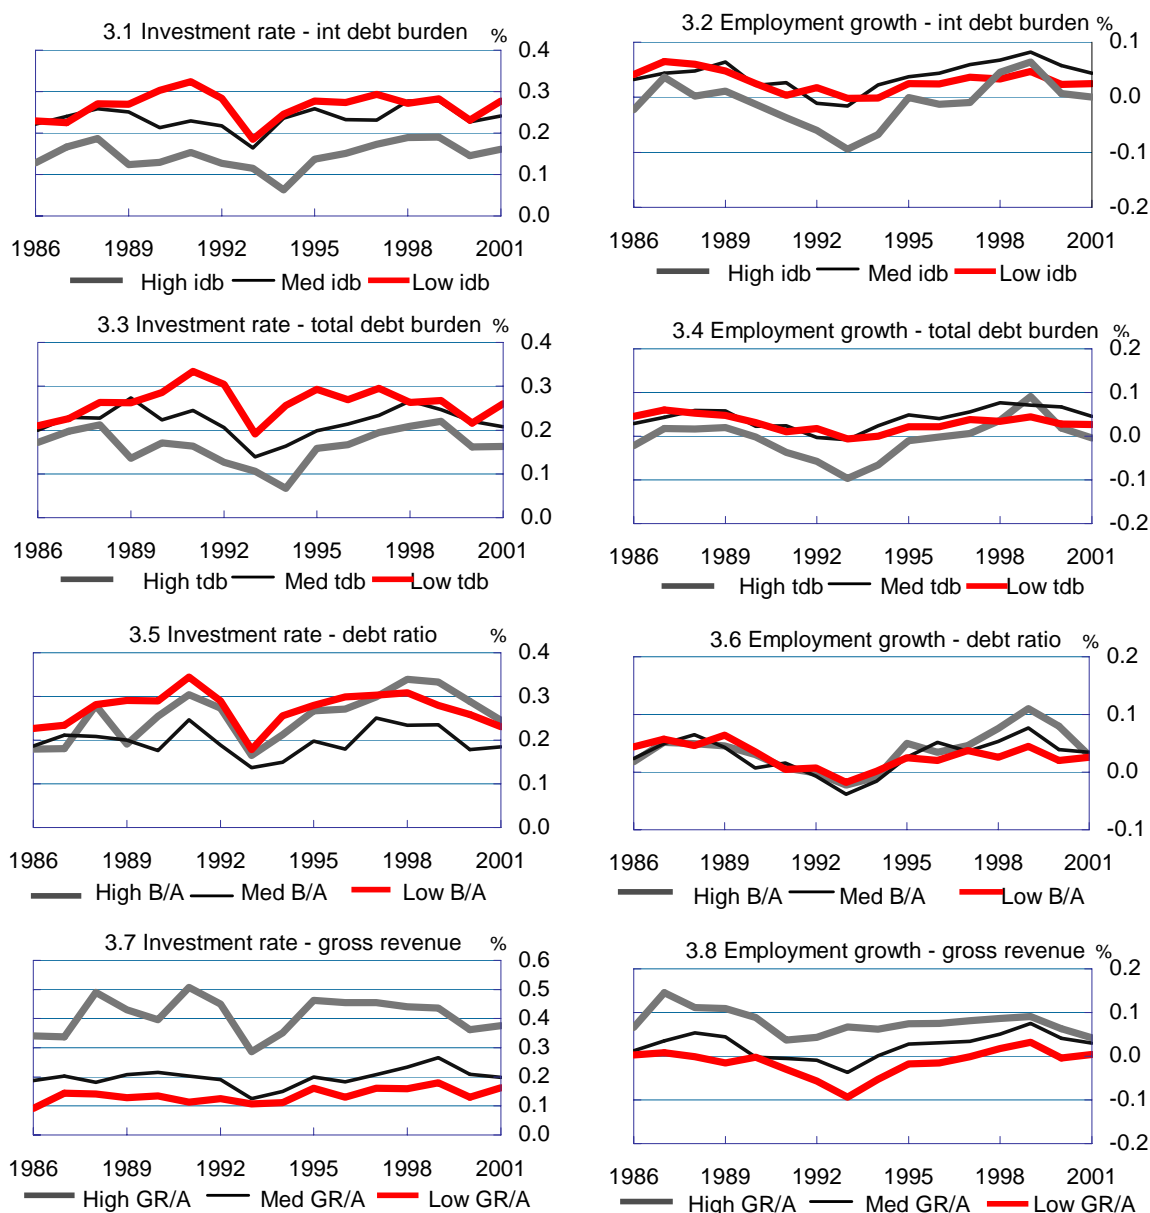 3.1 Investment rate - int debt burden %
0.4
0.3
0.2
0.1
0.0
1986 1989 1992 1995 1998 2001
High idb Med idb Low idb
3.2 Employment growth - int debt burden %
0.1
0.0
-0.1
-0.2
1986 1989 1992 1995 1998 2001
High idb Med idb Low idb
3.3 Investment rate - total debt burden %
0.4
0.3
0.2
0.1
0.0
1986 1989 1992 1995 1998 2001
High tdb Med tdb Low tdb
3.4 Employment growth - total debt burden %
0.2
0.1
0.0
-0.1
-0.2
1986 1989 1992 1995 1998 2001
High tdb Med tdb Low tdb
3.5 Investment rate - debt ratio %
0.4
0.3
0.2
0.1
0.0
1986 1989 1992 1995 1998 2001
High B/A Med B/A Low B/A
3.6 Employment growth - debt ratio %
0.2
0.1
0.0
-0.1
1986 1989 1992 1995 1998 2001
High B/A Med B/A Low B/A
3.7 Investment rate - gross revenue %
0.6
0.5
0.4
0.3
0.2
0.1
0.0
1986 1989 1992 1995 1998 2001
High GR/A Med GR/A Low GR/A
3.8 Employment growth - gross revenue %
0.2
0.1
0.0
-0.1
-0.2
1986 1989 1992 1995 1998 2001
High GR/A Med GR/A Low GR/A